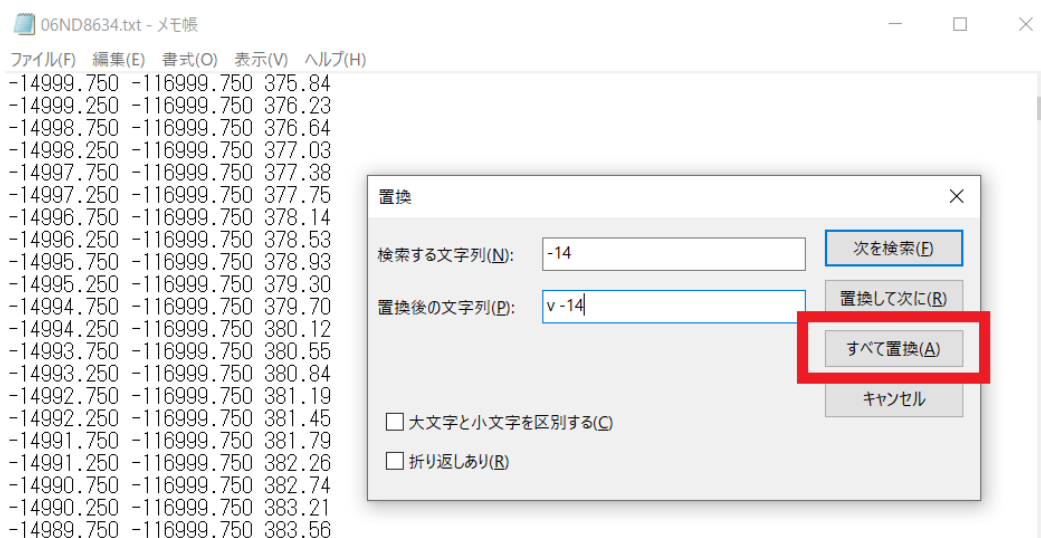 06ND8634.txt - メモ帳
ファイル(F) 編集(E) 書式(O) 表示(V) ヘルプ(H)
-14999.750 -116999.750 375.84
-14999.250 -116999.750 376.23
-14998.750 -116999.750 376.64
-14998.250 -116999.750 377.03
-14997.750 -116999.750 377.38
-14997.250 -116999.750 377.75
-14996.750 -116999.750 378.14
-14996.250 -116999.750 378.53
-14995.750 -116999.750 378.93
-14995.250 -116999.750 379.30
-14994.750 -116999.750 379.70
-14994.250 -116999.750 380.12
-14993.750 -116999.750 380.55
-14993.250 -116999.750 380.84
-14992.750 -116999.750 381.19
-14992.250 -116999.750 381.45
-14991.750 -116999.750 381.79
-14991.250 -116999.750 382.26
-14990.750 -116999.750 382.74
-14990.250 -116999.750 383.21
-14989.750 -116999.750 383.56
置換
検索する文字列(N): -14 次を検索(F)
置換後の文字列(P): v -14 置換して次に(R)
すべて置換(A)
キャンセル
大文字と小文字を区別する(C)
折り返しあり(R)